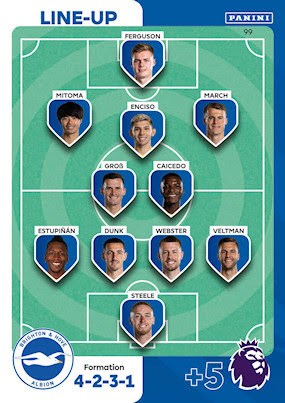 LINE-UP
PANINI
99
FERGUSON
MITOMA
ENCISO
MARCH
GROß
CAICEDO
ESTUPIÑÁN
DUNK
WEBSTER
VELTMAN
STEELE
BRIGHTON & HOVE
ALBION
Formation
4-2-3-1
+5